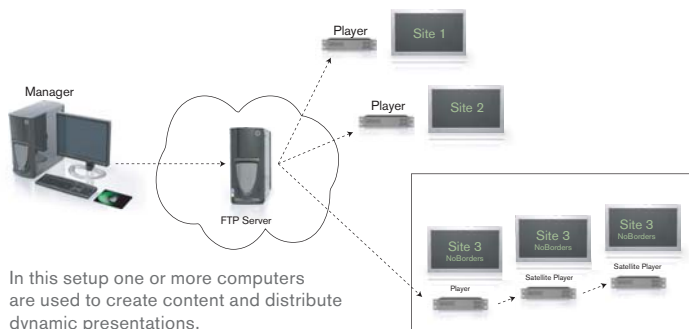 Player
Site 1
Manager
Player
Site 2
FTP Server
Site 3
NoBorders
Site 3
NoBorders
Site 3
NoBorders
Player
Satellite Player
Satellite Player
In this setup one or more computers
are used to create content and distribute
dynamic presentations.